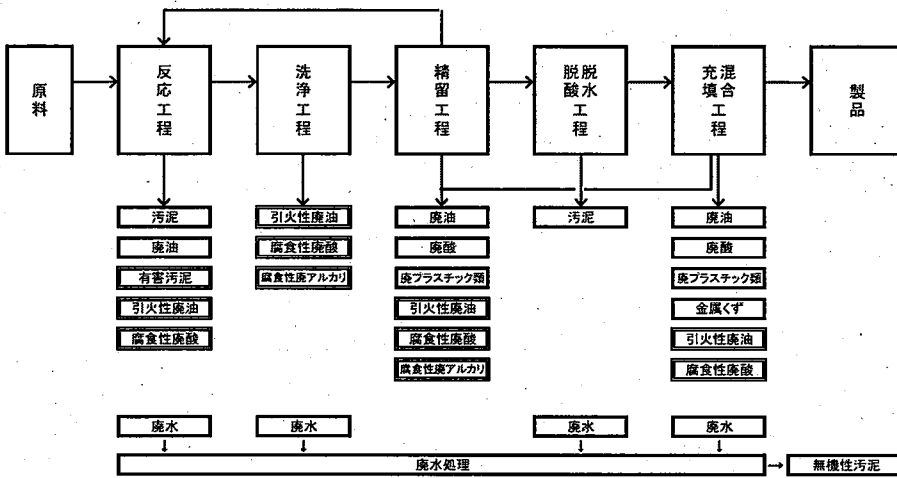 原料
反応工程
洗浄工程
精留工程
脱水
脱酸工程
混合
充填工程
製品
汚泥
廃油
有害汚泥
引火性廃油
腐食性廃酸
引火性廃油
腐食性廃酸
腐食性廃アルカリ
廃油
廃酸
廃プラスチック類
引火性廃油
腐食性廃酸
腐食性廃アルカリ
汚泥
廃油
廃酸
廃プラスチック類
金属くず
引火性廃油
腐食性廃酸
廃水
廃水
廃水
廃水
廃水処理
無機性汚泥